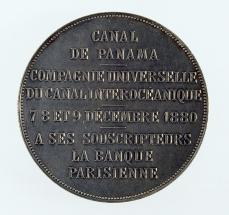 CANAL
DE PANAMA
COMPAGNIE UNIVERSELLE
DU CANAL INTEROCEANIQUE
7 8 ET 9 DECEMBRE 1880
A SES SOUSCRIPTEURS
LA BANQUE
PARISIENNE